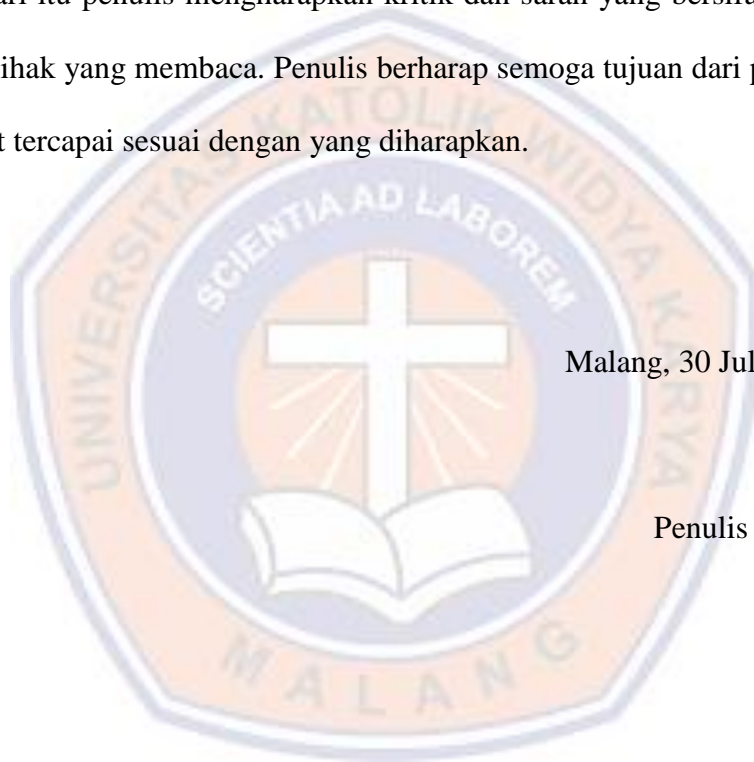 ari itu penulis mengharapkan kritik dan saran yang bersifat
ihak yang membaca. Penulis berharap semoga tujuan dari p
t tercapai sesuai dengan yang diharapkan.
UNIVERSITAS KATOLIK WIDYA KARYA
SCIENTIA AD LABOREM
Malang, 30 Jul
Penulis
MALANG